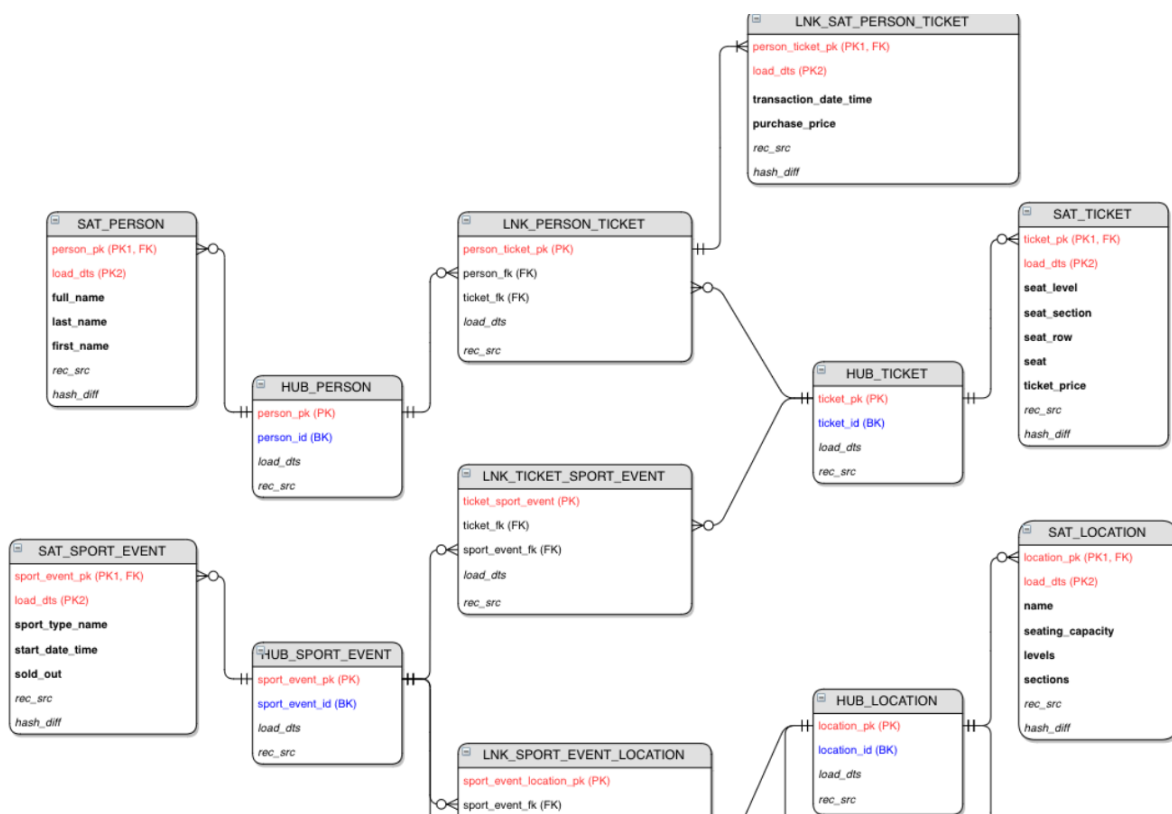 LNK_SAT_PERSON_TICKET
person_ticket_pk (PK1, FK)
load_dts (PK2)
transaction_date_time
purchase_price
rec_src
hash_diff
SAT_PERSON
person_pk (PK1, FK)
load_dts (PK2)
full_name
last_name
first_name
rec_src
hash_diff
LNK_PERSON_TICKET
person_ticket_pk (PK)
person_fk (FK)
ticket_fk (FK)
load_dts
rec_src
SAT_TICKET
ticket_pk (PK1, FK)
load_dts (PK2)
seat_level
seat_section
seat_row
seat
ticket_price
rec_src
hash_diff
HUB_PERSON
person_pk (PK)
person_id (BK)
load_dts
rec_src
HUB_TICKET
ticket_pk (PK)
ticket_id (BK)
load_dts
rec_src
LNK_TICKET_SPORT_EVENT
ticket_sport_event (PK)
ticket_fk (FK)
sport_event_fk (FK)
load_dts
rec_src
SAT_SPORT_EVENT
sport_event_pk (PK1, FK)
load_dts (PK2)
sport_type_name
start_date_time
sold_out
rec_src
hash_diff
SAT_LOCATION
location_pk (PK1, FK)
load_dts (PK2)
name
seating_capacity
levels
sections
rec_src
hash_diff
HUB_SPORT_EVENT
sport_event_pk (PK)
sport_event_id (BK)
load_dts
rec_src
HUB_LOCATION
location_pk (PK)
location_id (BK)
load_dts
rec_src
LNK_SPORT_EVENT_LOCATION
sport_event_location_pk (PK)
sport_event_fk (FK)